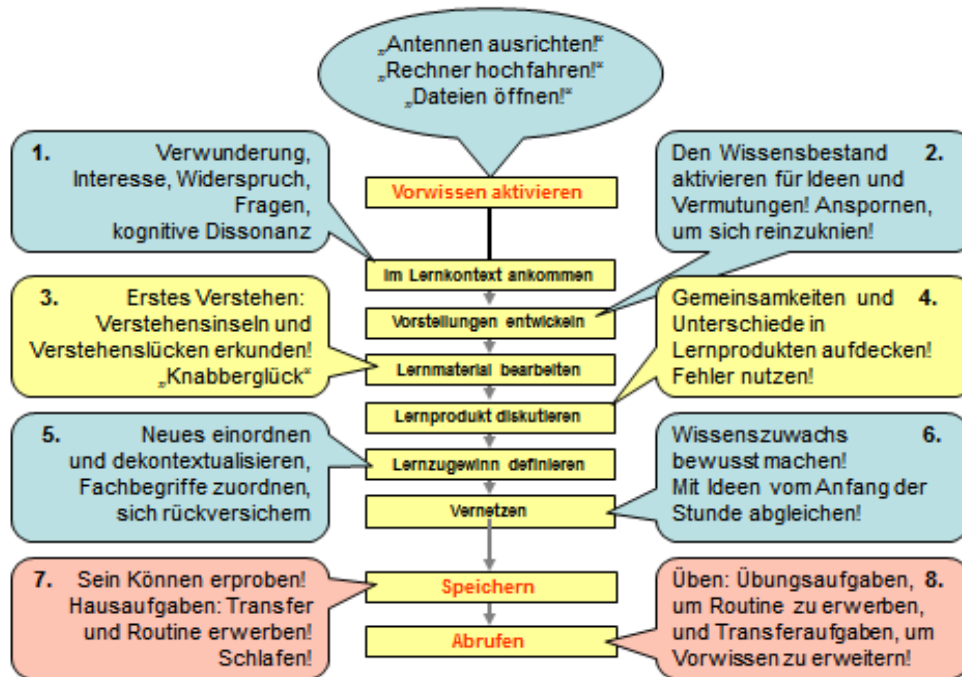 „Antennen ausrichten!“
„Rechner hochfahren!“
„Dateien öffnen!“
Vorwissen aktivieren
1. Verwunderung,
Interesse, Widerspruch,
Fragen,
kognitive Dissonanz
Den Wissensbestand 2.
aktivieren für Ideen und
Vermutungen! Anspornen,
um sich reinzuknien!
Im Lernkontext ankommen
Vorstellungen entwickeln
3. Erstes Verstehen:
Verstehensinseln und
Verstehenslücken erkunden!
„Knabberglück“
Gemeinsamkeiten und 4.
Unterschiede in
Lernprodukten aufdecken!
Fehler nutzen!
Lernmaterial bearbeiten
Lernprodukt diskutieren
5. Neues einordnen
und dekontextualisieren,
Fachbegriffe zuordnen,
sich rückversichern
Wissenszuwachs 6.
bewusst machen!
Mit Ideen vom Anfang der
Stunde abgleichen!
Lernzugewinn definieren
Vernetzen
7. Sein Können erproben!
Hausaufgaben: Transfer
und Routine erwerben!
Schlafen!
Üben: Übungsaufgaben, 8.
um Routine zu erwerben,
und Transferaufgaben, um
Vorwissen zu erweitern!
Speichern
Abrufen